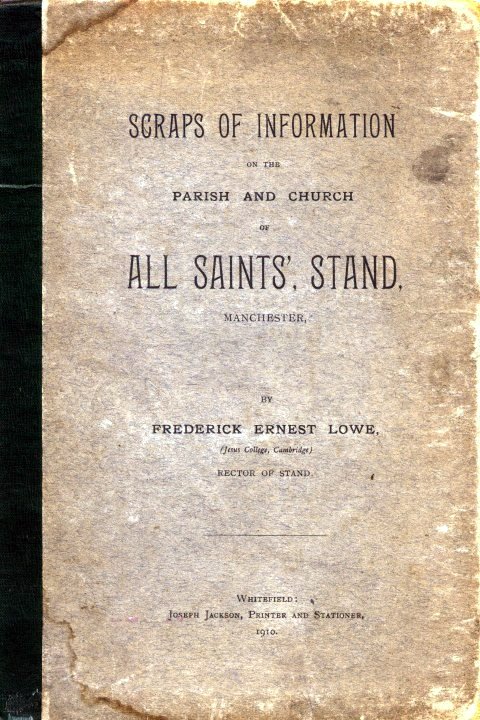 SCRAPS OF INFORMATION
ON THE
PARISH AND CHURCH
OF
ALL SAINTS', STAND,
MANCHESTER,
BY
FREDERICK ERNEST LOWE,
(Jesus College, Cambridge)
RECTOR OF STAND.
WHITEFIELD:
JOSEPH JACKSON, PRINTER AND STATIONER,
1910.